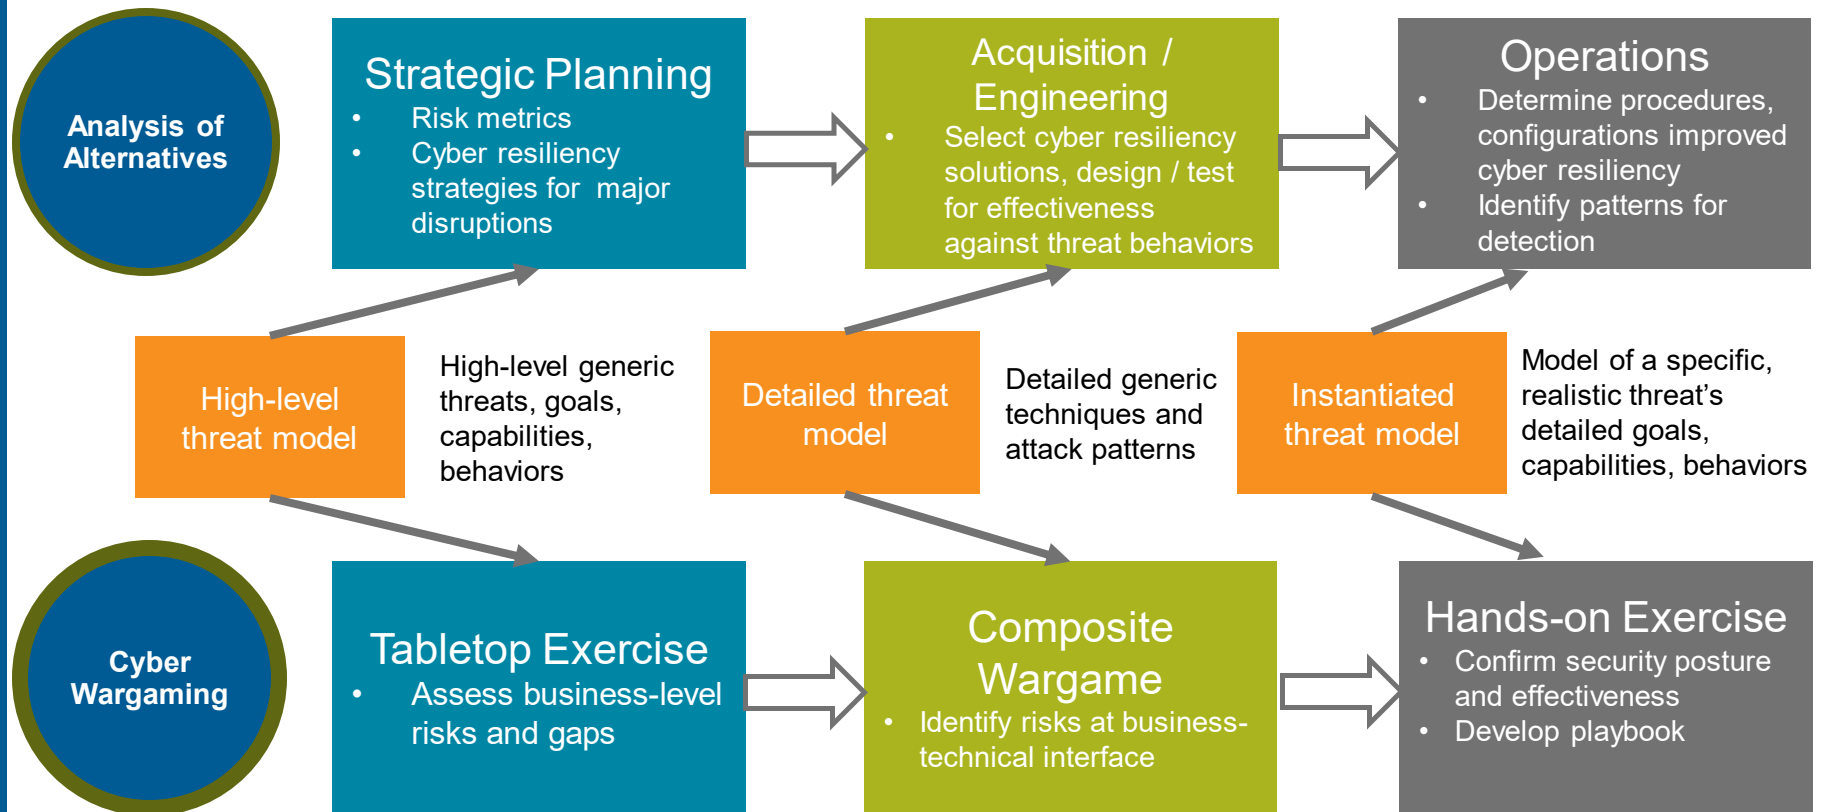 Analysis of
Alternatives
Strategic Planning
• Risk metrics
• Cyber resiliency
strategies for major
disruptions
Acquisition /
Engineering
• Select cyber resiliency
solutions, design / test
for effectiveness
against threat behaviors
Operations
• Determine procedures,
configurations improved
cyber resiliency
• Identify patterns for
detection
High-level
threat model
High-level generic
threats, goals,
capabilities,
behaviors
Detailed threat
model
Detailed generic
techniques and
attack patterns
Instantiated
threat model
Model of a specific,
realistic threat’s
detailed goals,
capabilities, behaviors
Cyber
Wargaming
Tabletop Exercise
• Assess business-level
risks and gaps
Composite
Wargame
• Identify risks at business-
technical interface
Hands-on Exercise
• Confirm security posture
and effectiveness
• Develop playbook